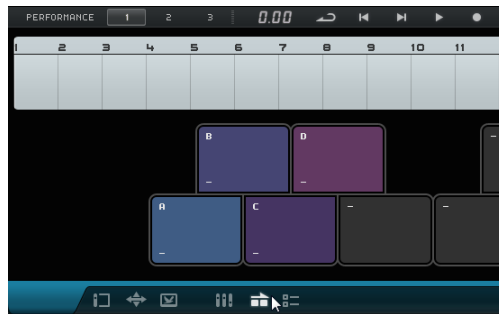 PERFORMANCE 1 2 3 0.00
1 2 3 4 5 6 7 8 9 10 11
B D -
- -
A C - -
- -